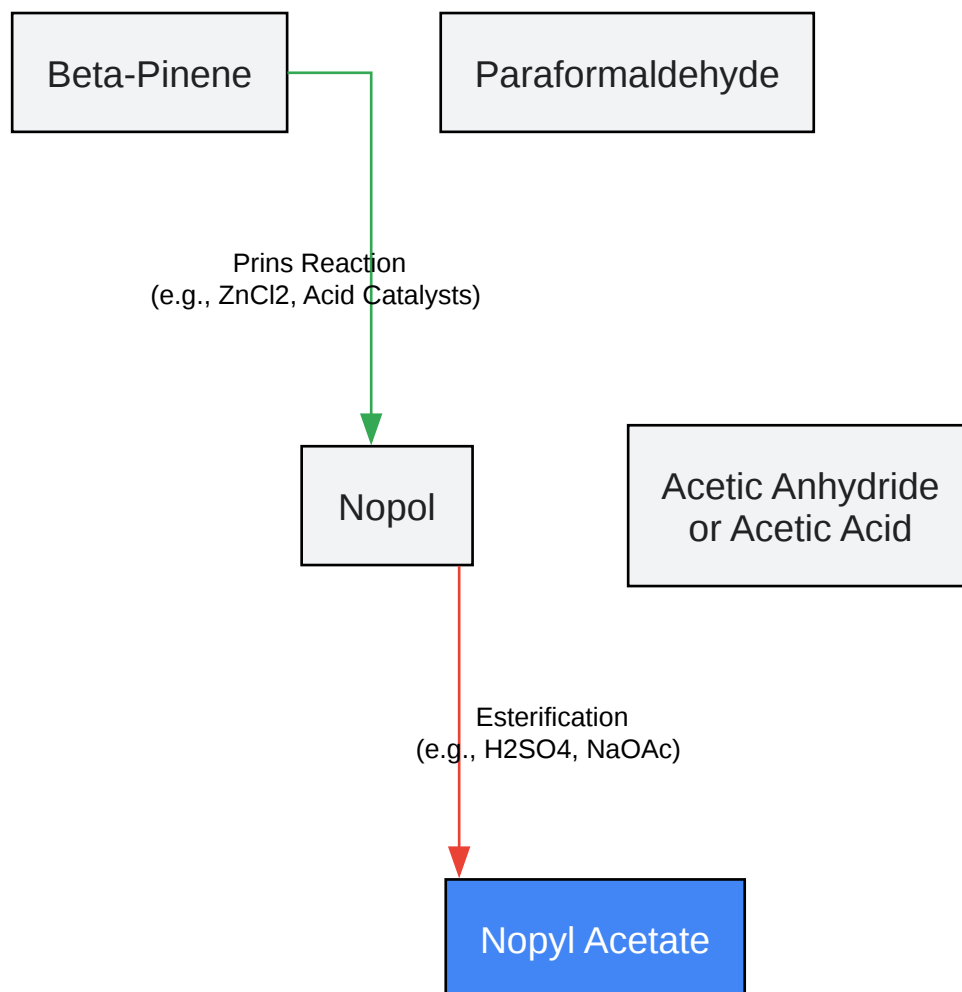 Beta-Pinene
Paraformaldehyde
Prins Reaction
(e.g., ZnCl2, Acid Catalysts)
Nopol
Acetic Anhydride
or Acetic Acid
Esterification
(e.g., H2SO4, NaOAc)
Nopyl Acetate